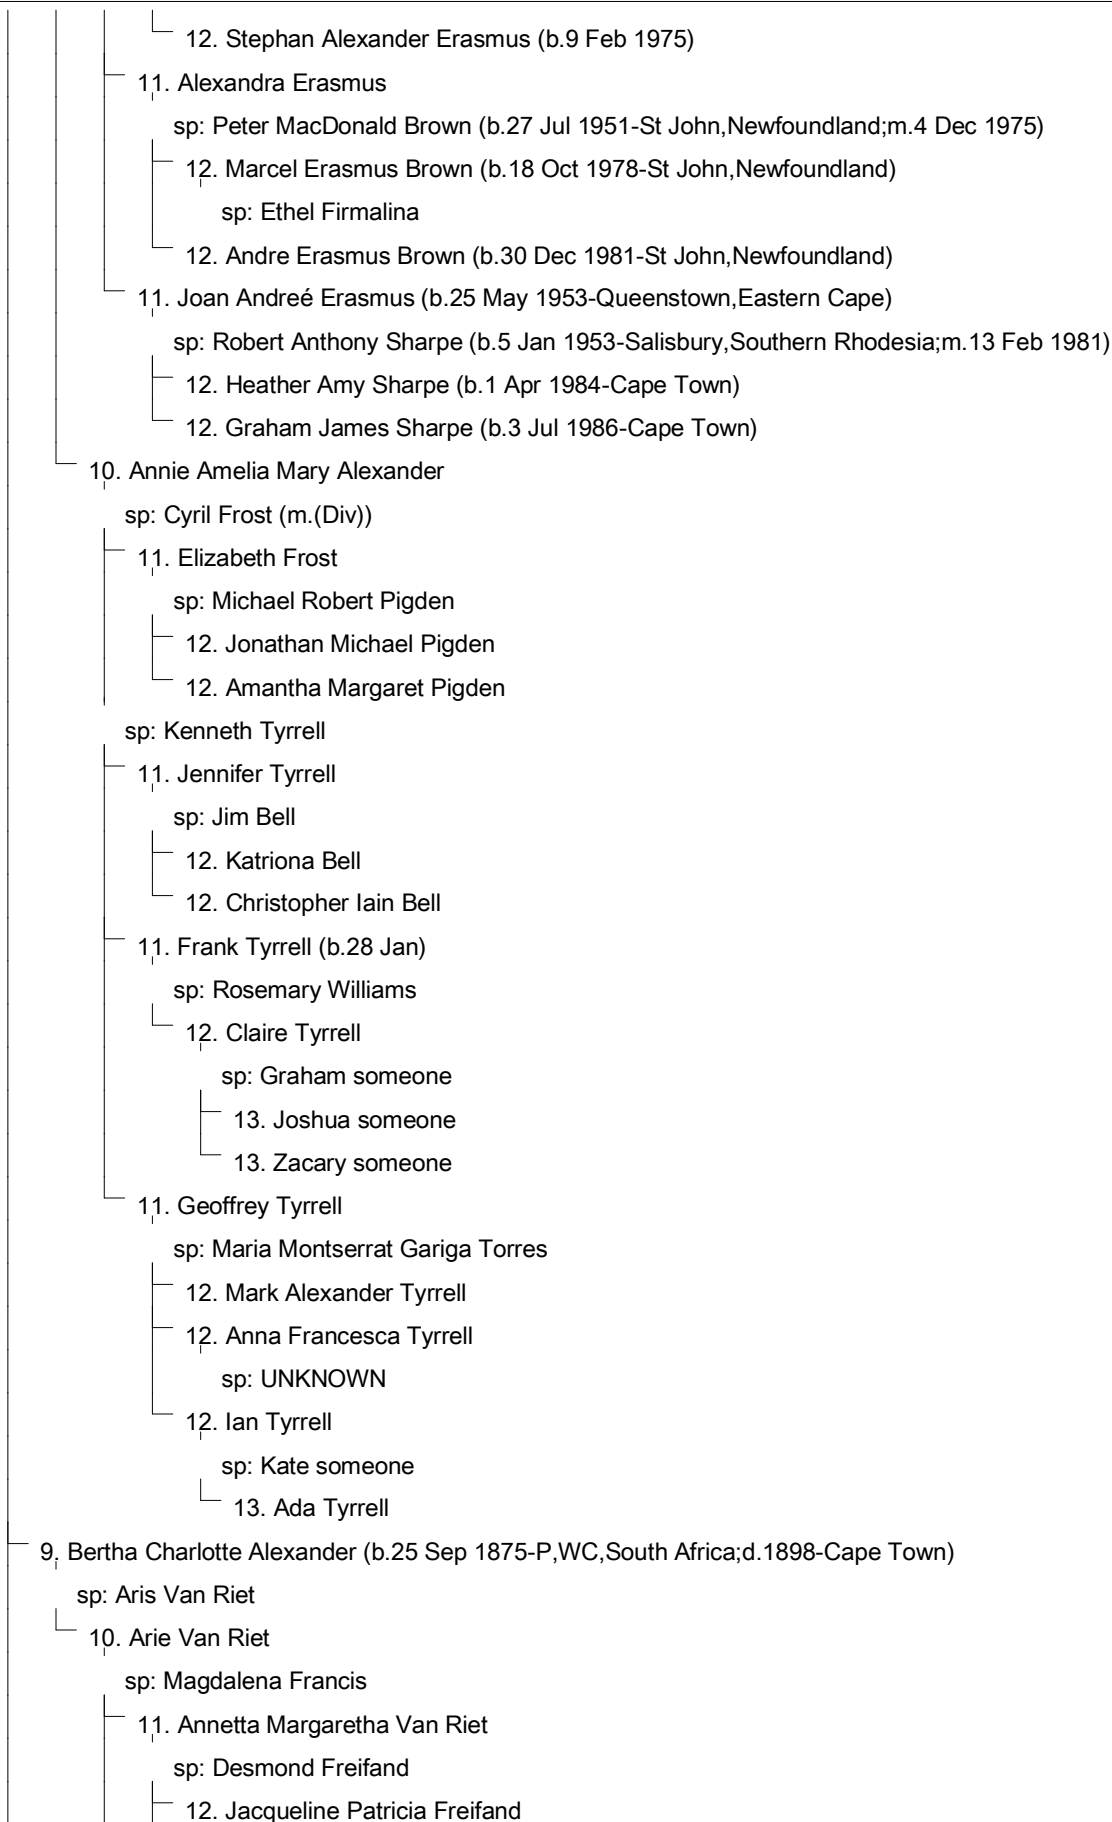 12. Stephan Alexander Erasmus (b.9 Feb 1975)
11. Alexandra Erasmus
sp: Peter MacDonald Brown (b.27 Jul 1951-St John,Newfoundland;m.4 Dec 1975)
12. Marcel Erasmus Brown (b.18 Oct 1978-St John,Newfoundland)
sp: Ethel Firmalina
12. Andre Erasmus Brown (b.30 Dec 1981-St John,Newfoundland)
11. Joan Andreé Erasmus (b.25 May 1953-Queenstown,Eastern Cape)
sp: Robert Anthony Sharpe (b.5 Jan 1953-Salisbury,Southern Rhodesia;m.13 Feb 1981)
12. Heather Amy Sharpe (b.1 Apr 1984-Cape Town)
12. Graham James Sharpe (b.3 Jul 1986-Cape Town)
10. Annie Amelia Mary Alexander
sp: Cyril Frost (m.(Div))
11. Elizabeth Frost
sp: Michael Robert Pigden
12. Jonathan Michael Pigden
12. Amantha Margaret Pigden
sp: Kenneth Tyrrell
11. Jennifer Tyrrell
sp: Jim Bell
12. Katriona Bell
12. Christopher Iain Bell
11. Frank Tyrrell (b.28 Jan)
sp: Rosemary Williams
12. Claire Tyrrell
sp: Graham someone
13. Joshua someone
13. Zacary someone
11. Geoffrey Tyrrell
sp: Maria Montserrat Gariga Torres
12. Mark Alexander Tyrrell
12. Anna Francesca Tyrrell
sp: UNKNOWN
12. Ian Tyrrell
sp: Kate someone
13. Ada Tyrrell
9. Bertha Charlotte Alexander (b.25 Sep 1875-P,WC,South Africa;d.1898-Cape Town)
sp: Aris Van Riet
10. Arie Van Riet
sp: Magdalena Francis
11. Annetta Margaretha Van Riet
sp: Desmond Freifand
12. Jacqueline Patricia Freifand